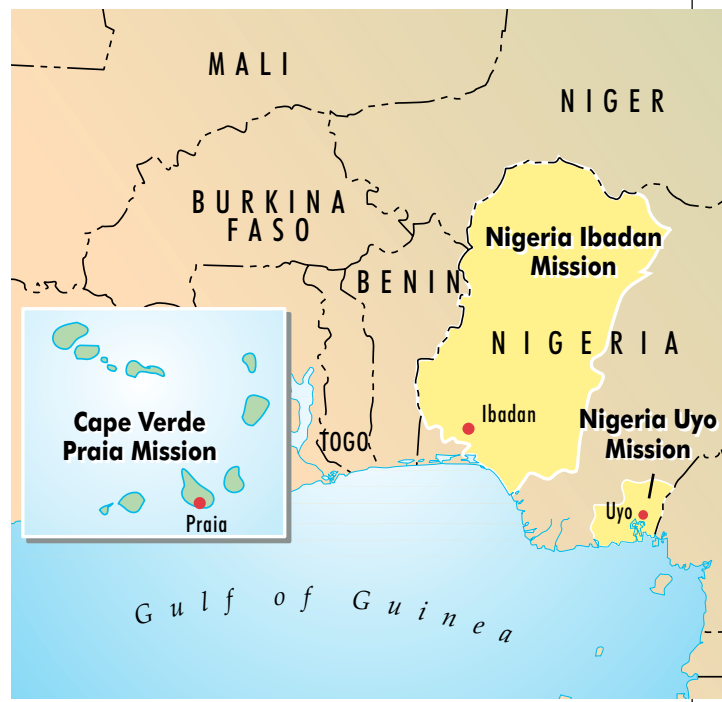 MALI
NIGER
BURKINA
FASO
Nigeria Ibadan
Mission
BENIN
NIGERIA
Ibadan
Nigeria Uyo
Mission
Cape Verde
Praia Mission
TOGO
Uyo
Praia
Gulf of Guinea